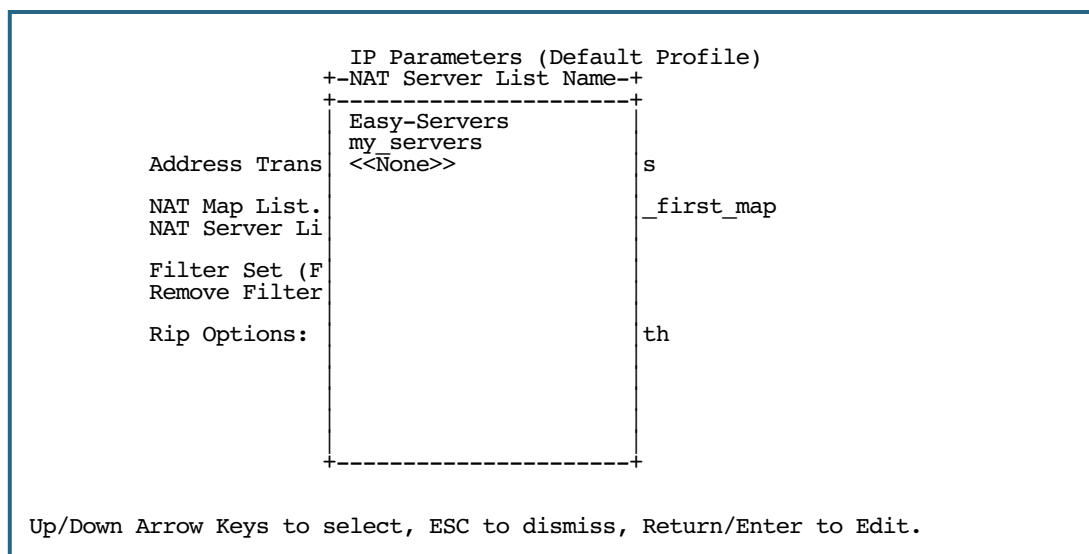 IP Parameters (Default Profile)
+-NAT Server List Name-+
+----------------------+
| Easy-Servers |
| my_servers |
Address Trans| <<None>> |s
NAT Map List.| |_first_map
NAT Server Li| |
Filter Set (F| |
Remove Filter| |
Rip Options: | |th
+----------------------+
Up/Down Arrow Keys to select, ESC to dismiss, Return/Enter to Edit.